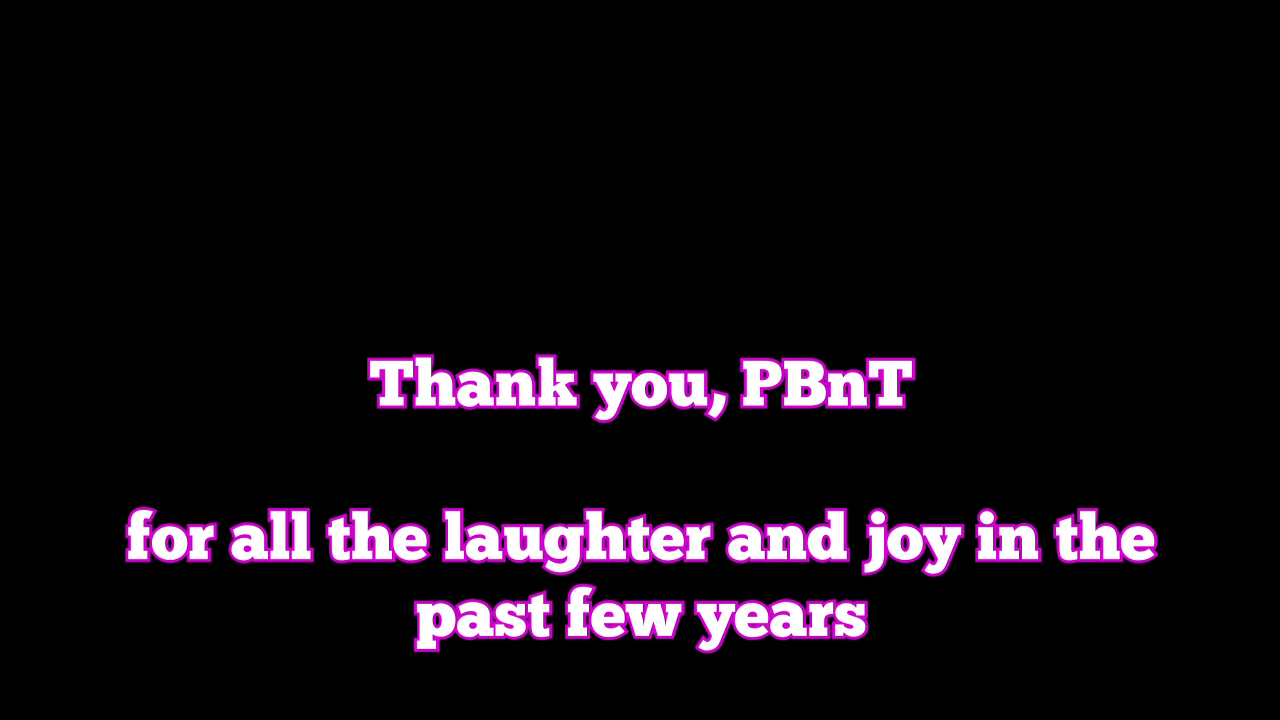 Thank you, PBnT
for all the laughter and joy in the
past few years